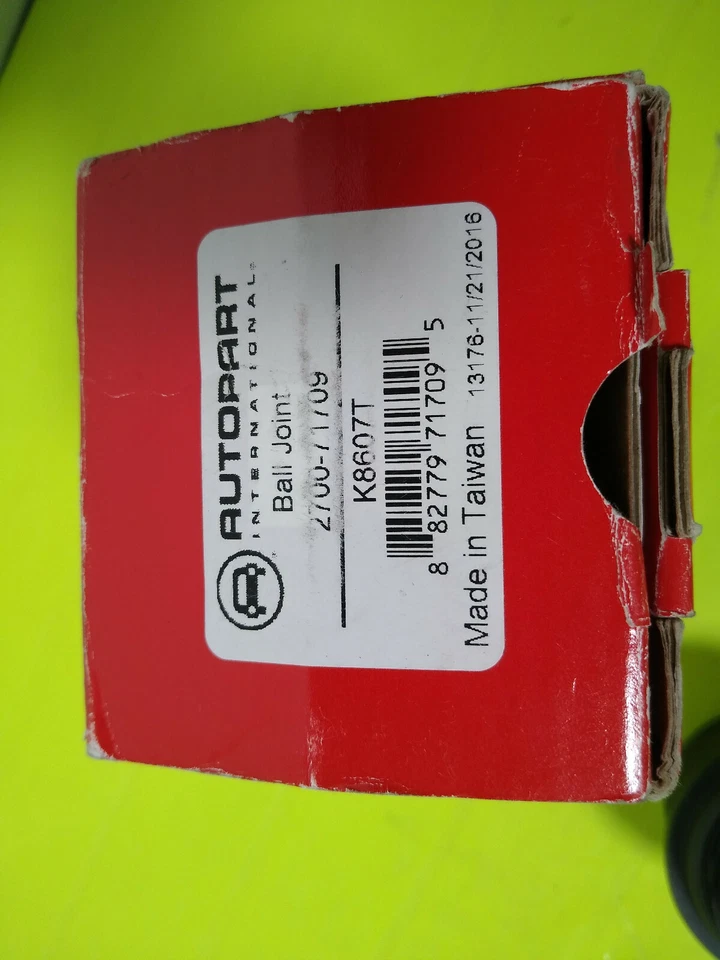 AUTOPART
INTERNATIONAL®
Ball Joint
2700-71709
K8607T
8 82779 71709 5
Made in Taiwan 13176-11/21/2016